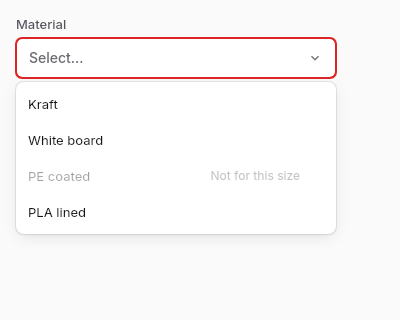 Material
Select...
Kraft
White board
PE coated Not for this size
PLA lined